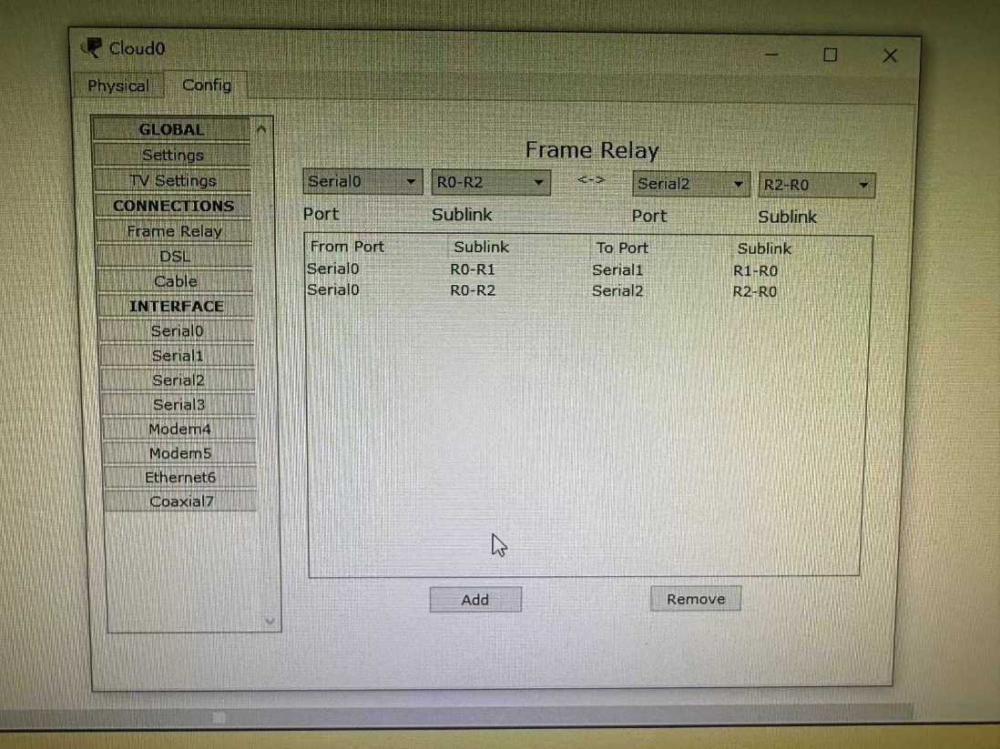 Cloud0
Physical Config
GLOBAL
Settings
TV Settings
CONNECTIONS
Frame Relay
DSL
Cable
INTERFACE
Serial0
Serial1
Serial2
Serial3
Modem4
Modem5
Ethernet6
Coaxial7
Frame Relay
Serial0 R0-R2 <-> Serial2 R2-R0
Port Sublink Port Sublink
From Port Sublink To Port Sublink
Serial0 R0-R1 Serial1 R1-R0
Serial0 R0-R2 Serial2 R2-R0
Add Remove